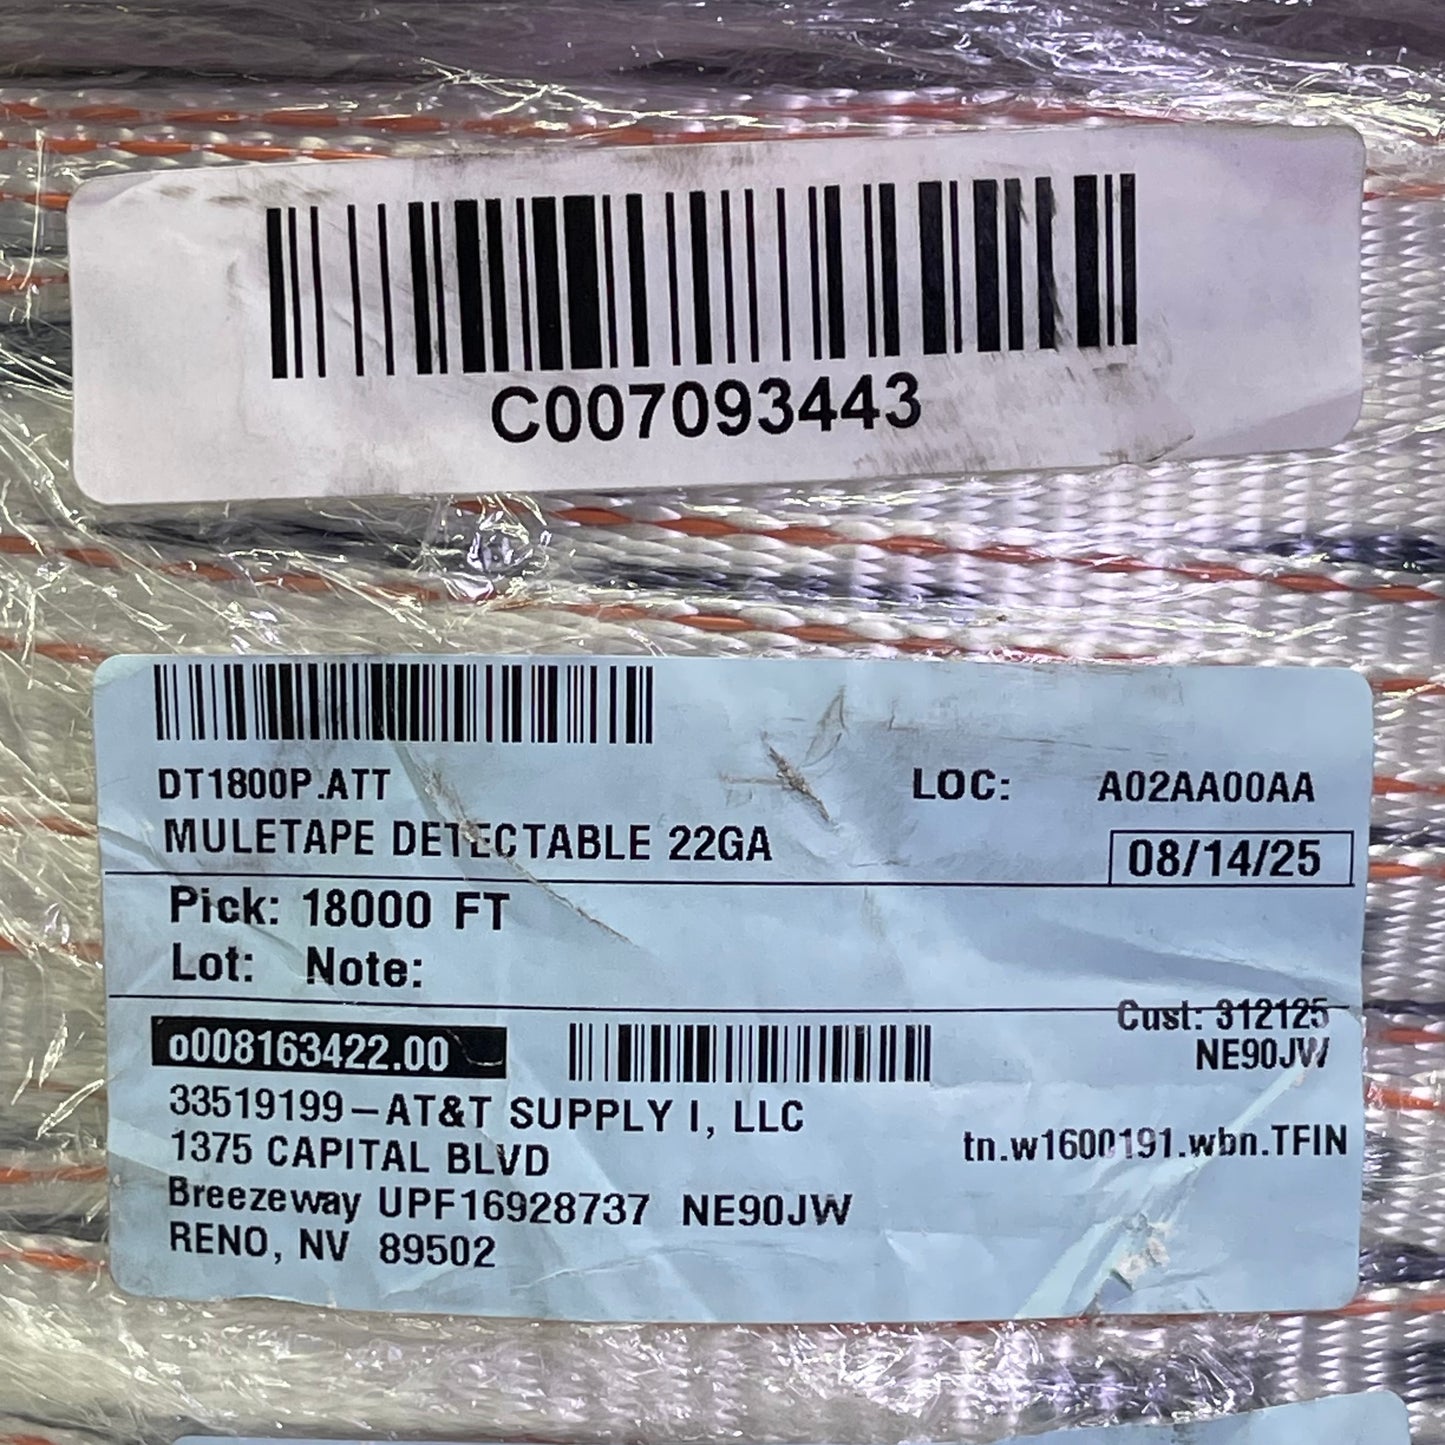 C007093443
DT1800P.ATT
LOC: A02AA00AA
MULETAPE DETECTABLE 22GA
08/14/25
Pick: 18000 FT
Lot: Note:
Cust: 312125
o008163422.00
NE90JW
33519199-AT&T SUPPLY I, LLC
1375 CAPITAL BLVD
tn.w1600191.wbn.TFIN
Breezeway UPF16928737 NE90JW
RENO, NV 89502